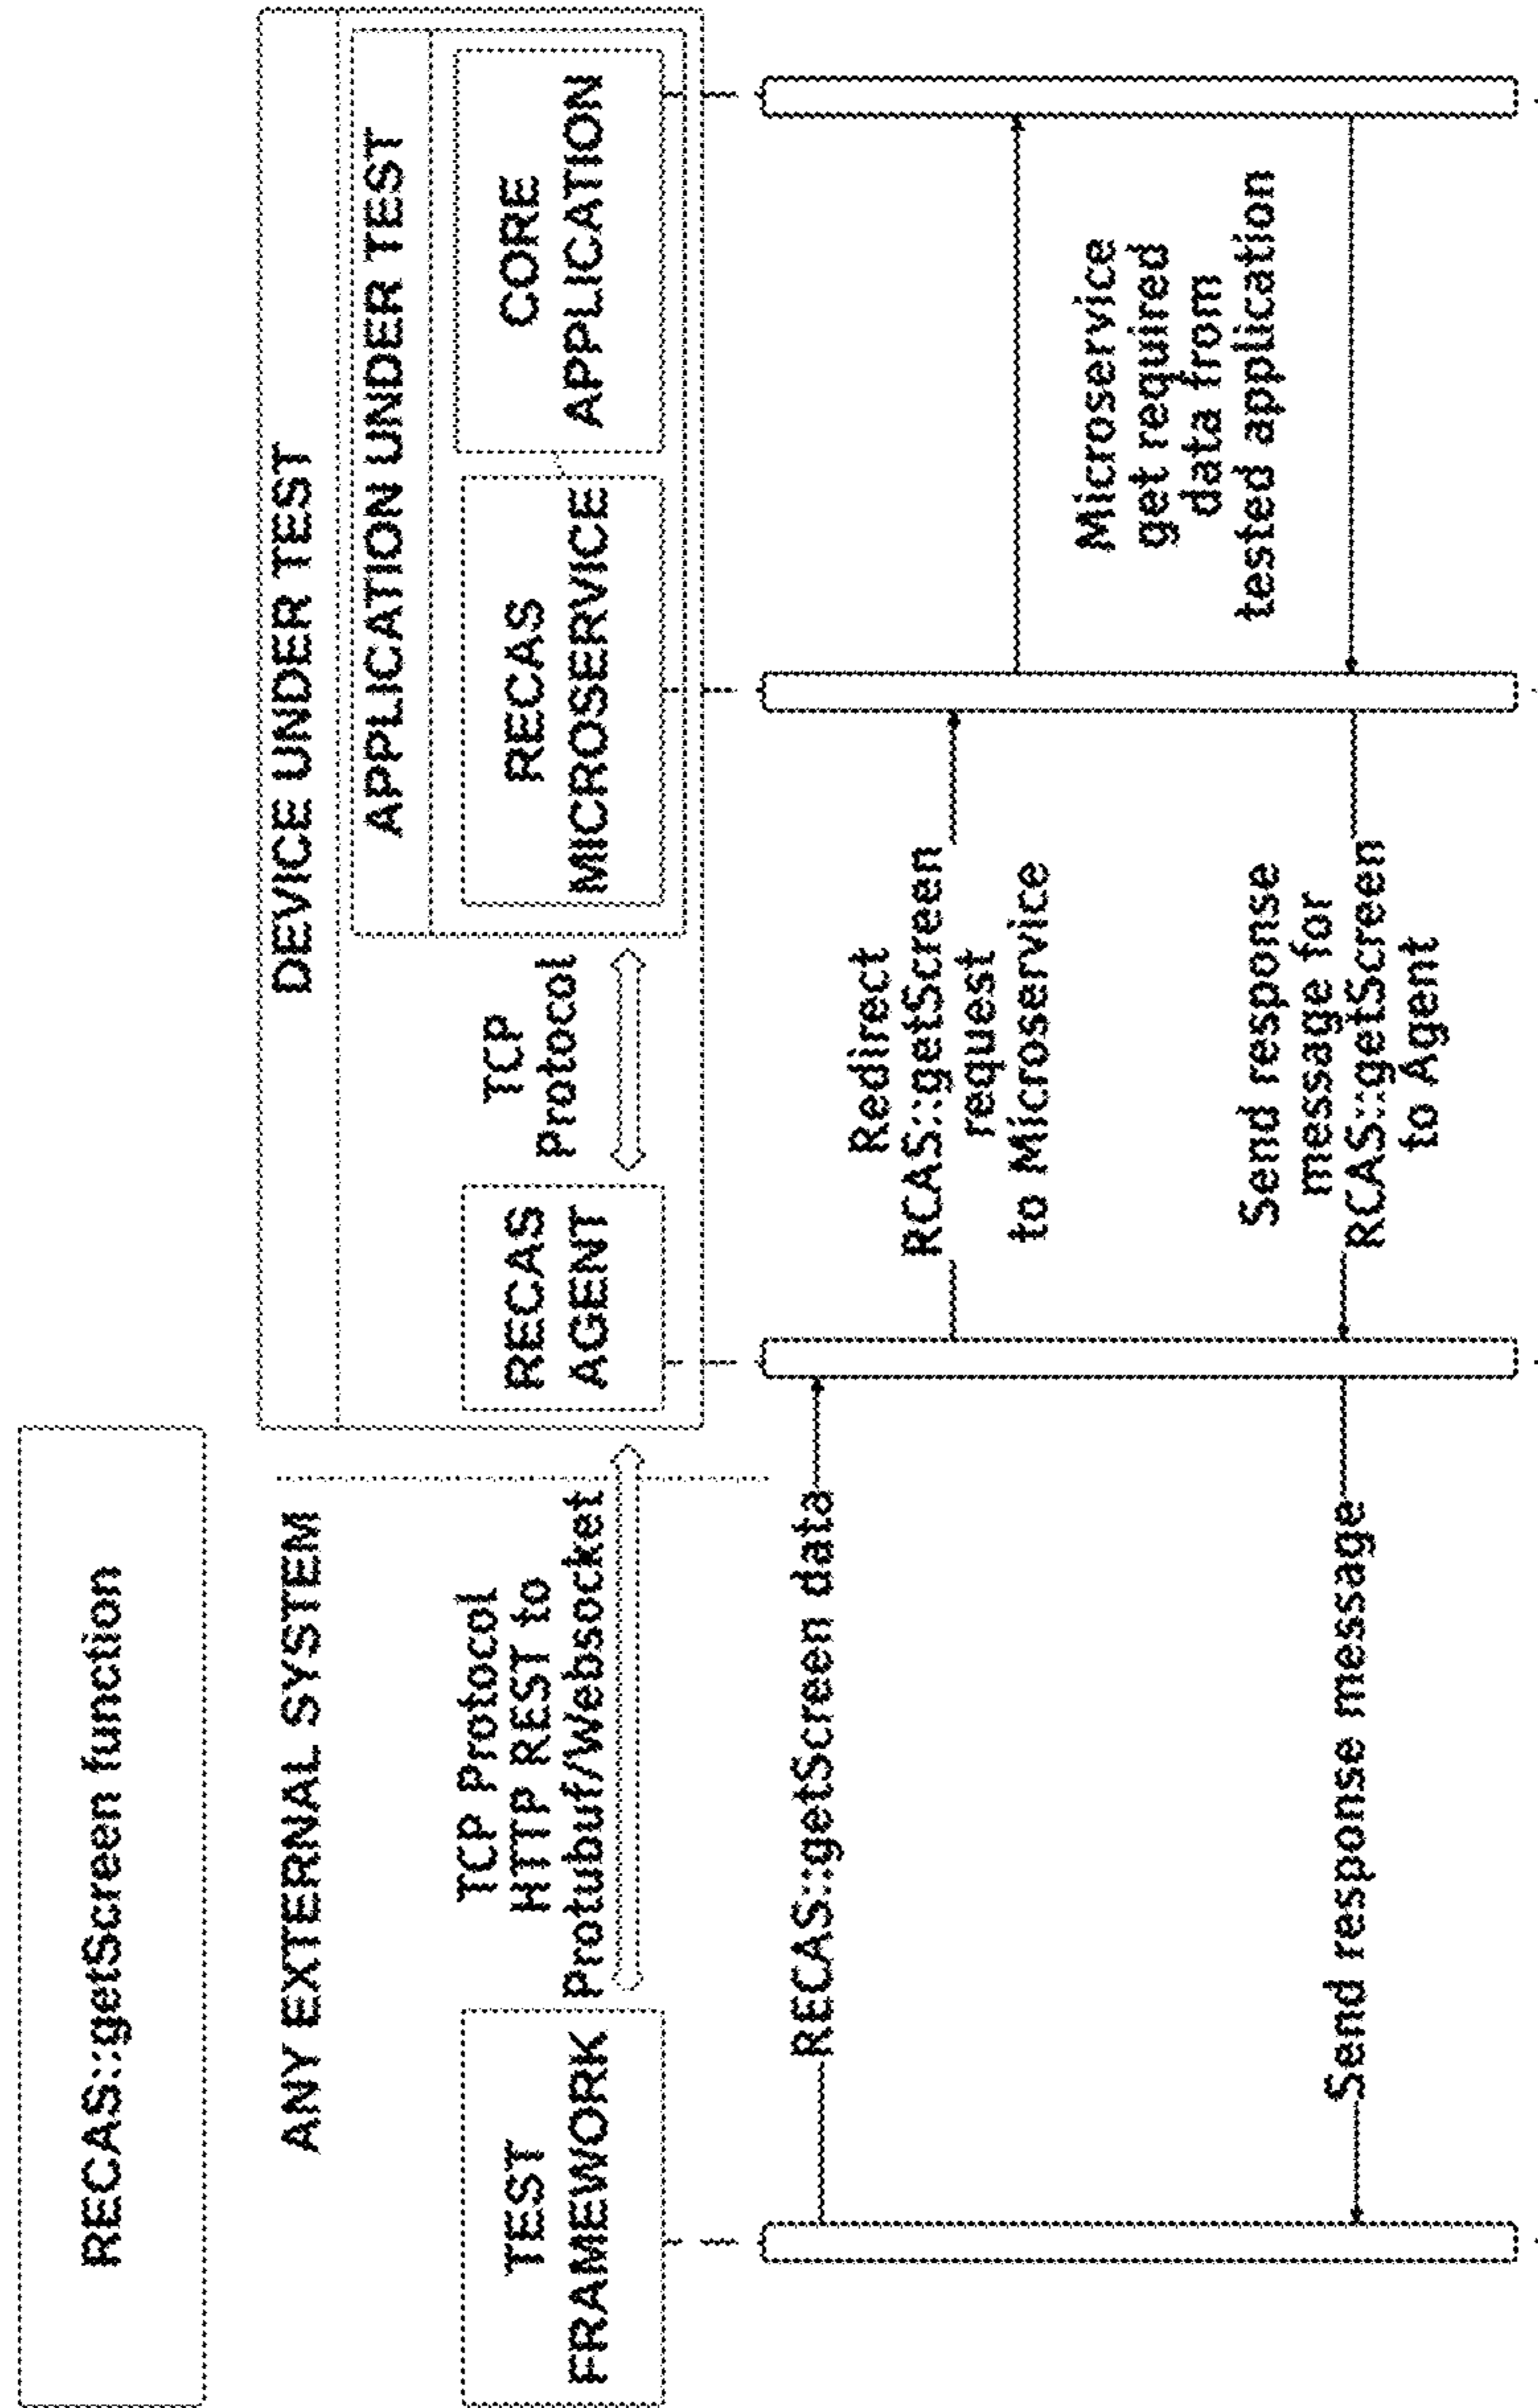 RECAS::getScreen function
ANY EXTERNAL SYSTEM
DEVICE UNDER TEST
APPLICATION UNDER TEST
TEST
FRAMEWORK
TCP Protocol
HTTP REST to
Protubuf/Websocket
RECAS
AGENT
TCP
Protocol
RECAS
MICROSERVICE
CORE
APPLICATION
RECAS::getScreen data
Redirect
RCAS::getScreen
request
to Microservice
Microservice
get required
data from
tested application
Send response
message for
RCAS::getScreen
to Agent
Send response message